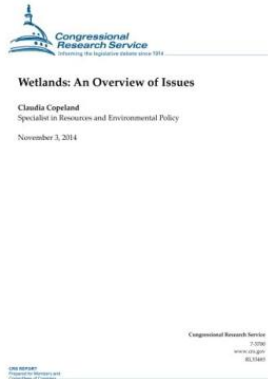 Congressional
Research Service
Informing the legislative debate since 1914
Wetlands: An Overview of Issues
Claudia Copeland
Specialist in Resources and Environmental Policy
November 3, 2014
Congressional Research Service
7-5700
www.crs.gov
RL33483
CRS REPORT
Prepared for Members and
Committees of Congress